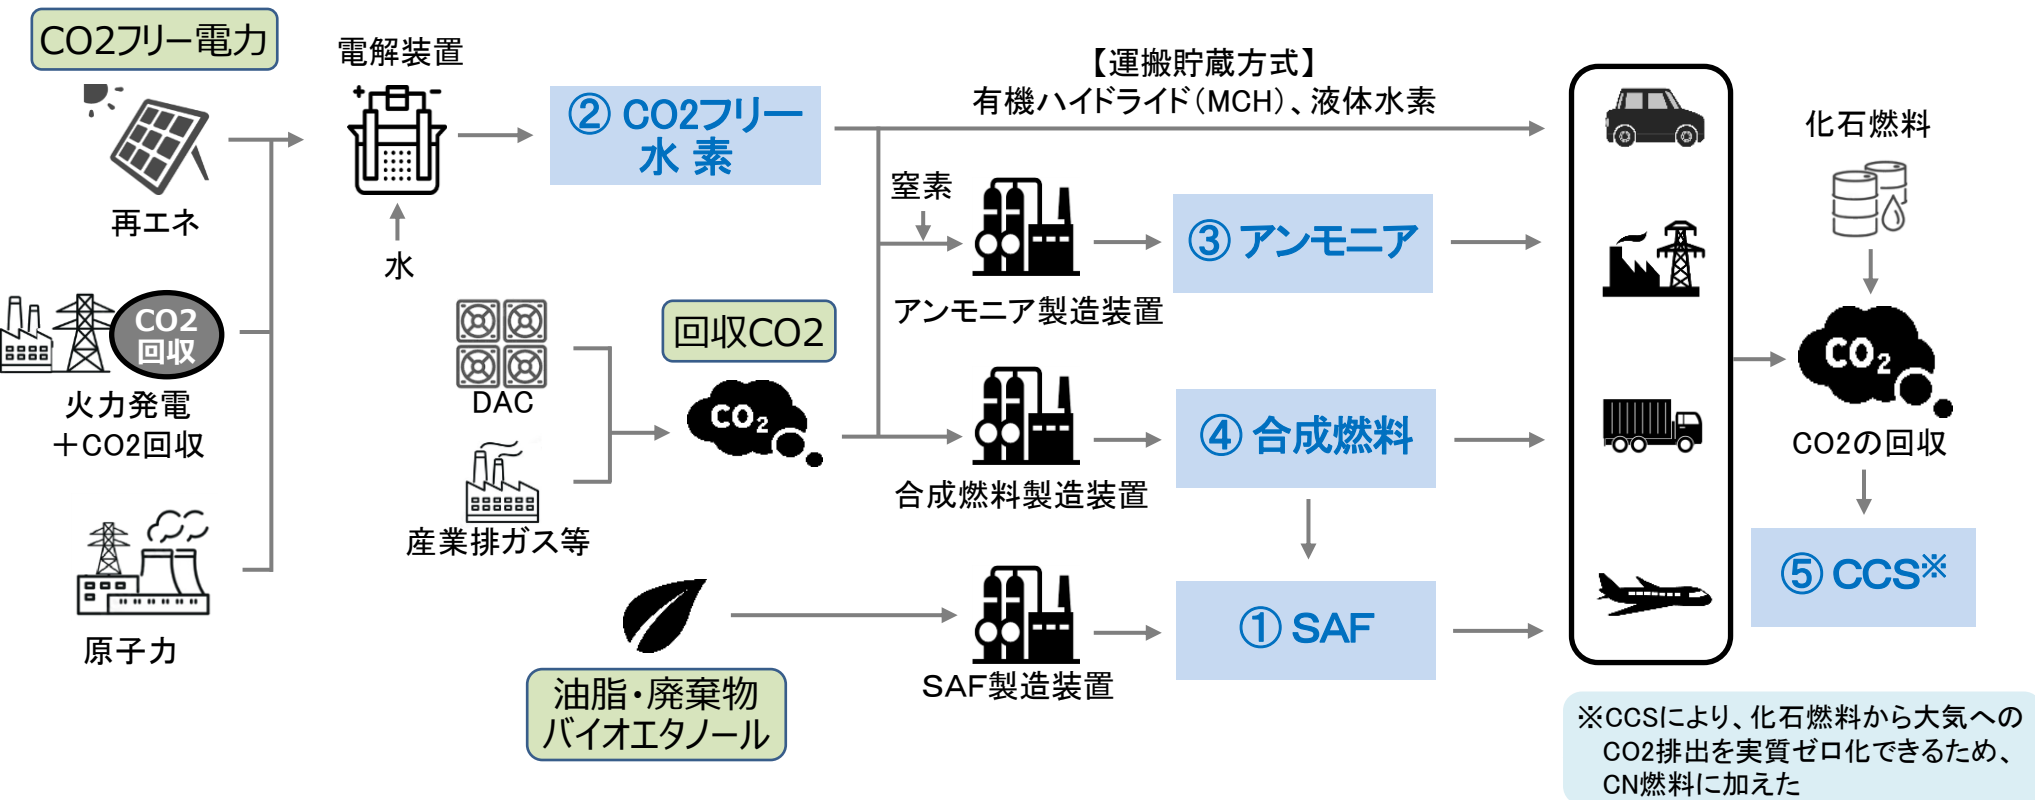 CO2フリー電力
再エネ
CO2
回収
火力発電
＋CO2回収
原子力
電解装置
＋
－
水
② CO2フリー
水 素
【運搬貯蔵方式】
有機ハイドライド（MCH）、液体水素
窒素
アンモニア製造装置
③ アンモニア
DAC
産業排ガス等
回収CO2
CO₂
合成燃料製造装置
④ 合成燃料
油脂・廃棄物
バイオエタノール
SAF製造装置
① SAF
化石燃料
CO₂
CO2の回収
⑤ CCS※
※CCSにより、化石燃料から大気への
CO2排出を実質ゼロ化できるため、
CN燃料に加えた